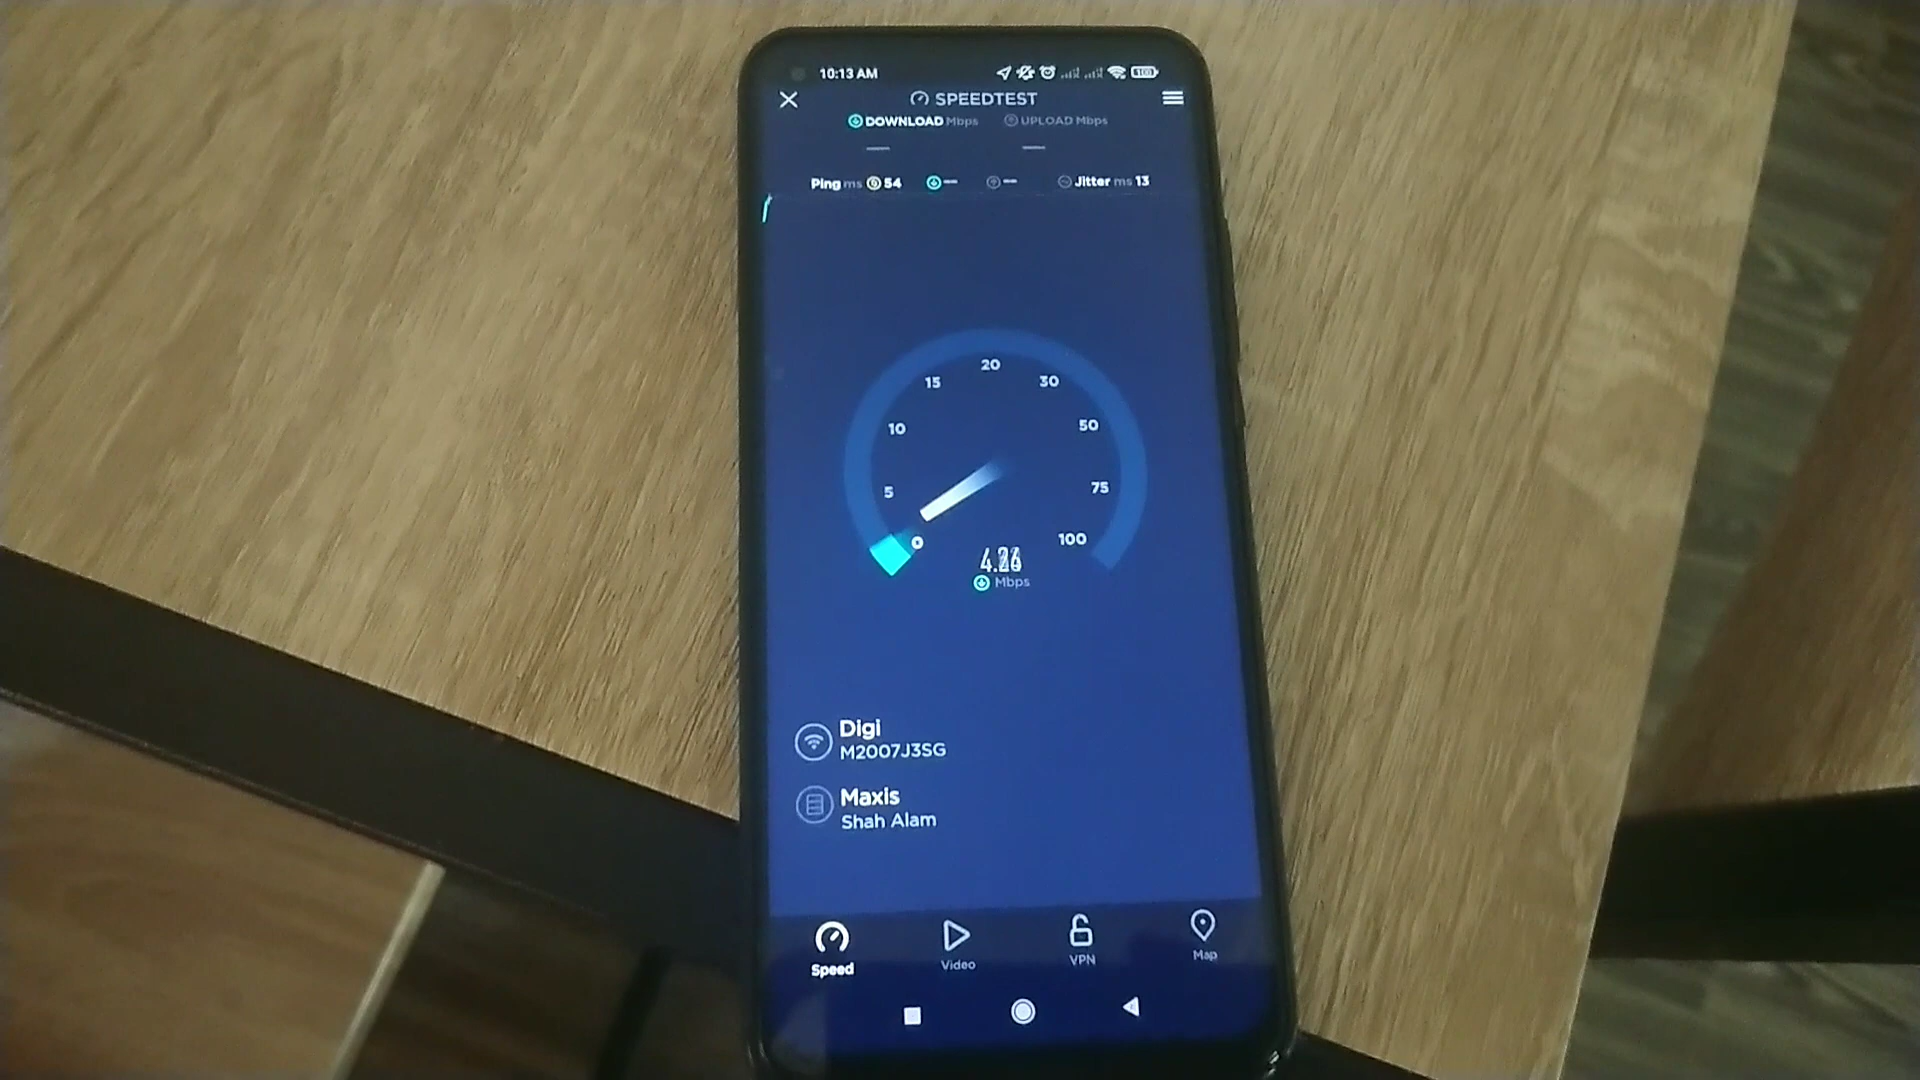 10:13 AM
SPEEDTEST
DOWNLOAD Mbps UPLOAD Mbps
Ping ms 54 Jitter ms 13
20
15 30
10 50
5 75
0 100
Mbps
Digi
M2007J3SG
Maxis
Shah Alam
Speed Video VPN Map